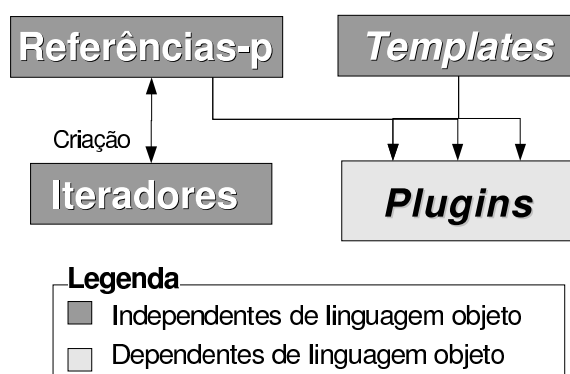 Referências-p
Templates
Criação
Iteradores
Plugins
Legenda
Independentes de linguagem objeto
Dependentes de linguagem objeto